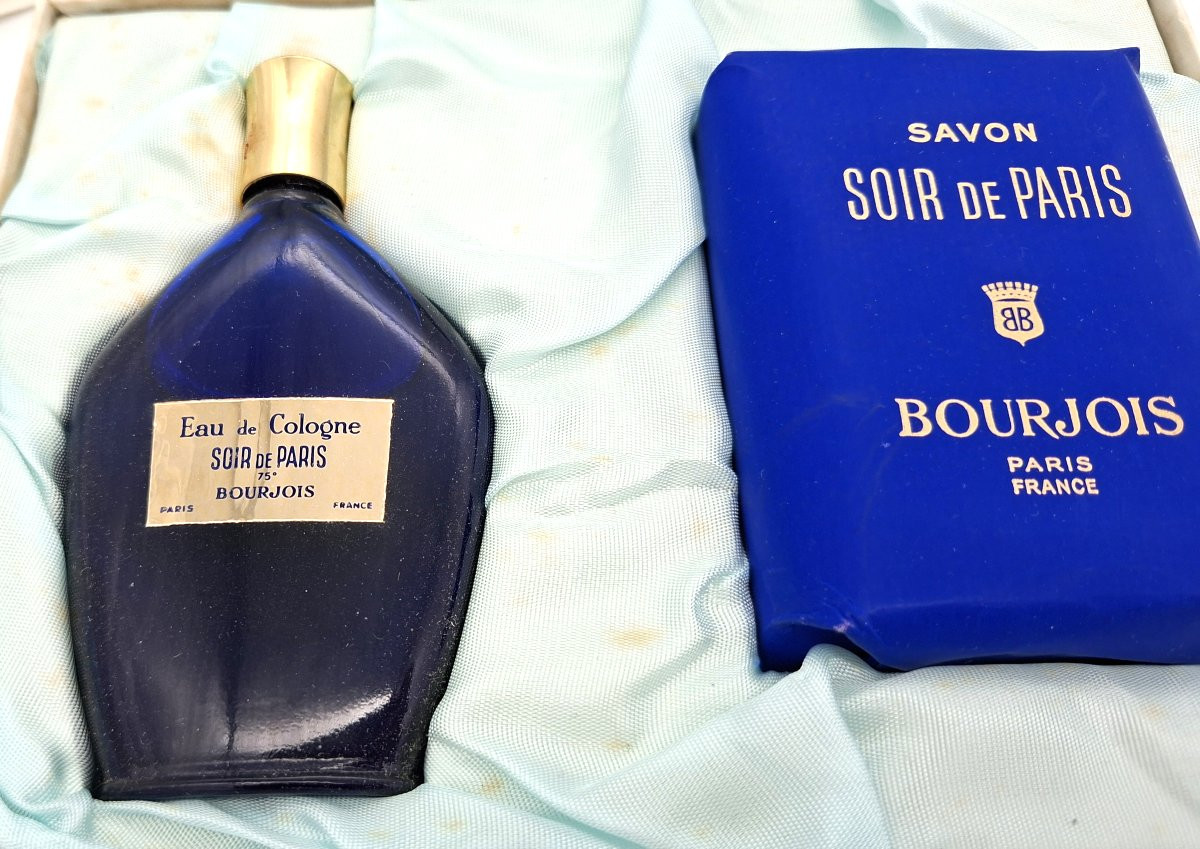 Eau de Cologne
SOIR DE PARIS
75°
BOURJOIS
PARIS FRANCE
SAVON
SOIR DE PARIS
BB
BOURJOIS
PARIS
FRANCE